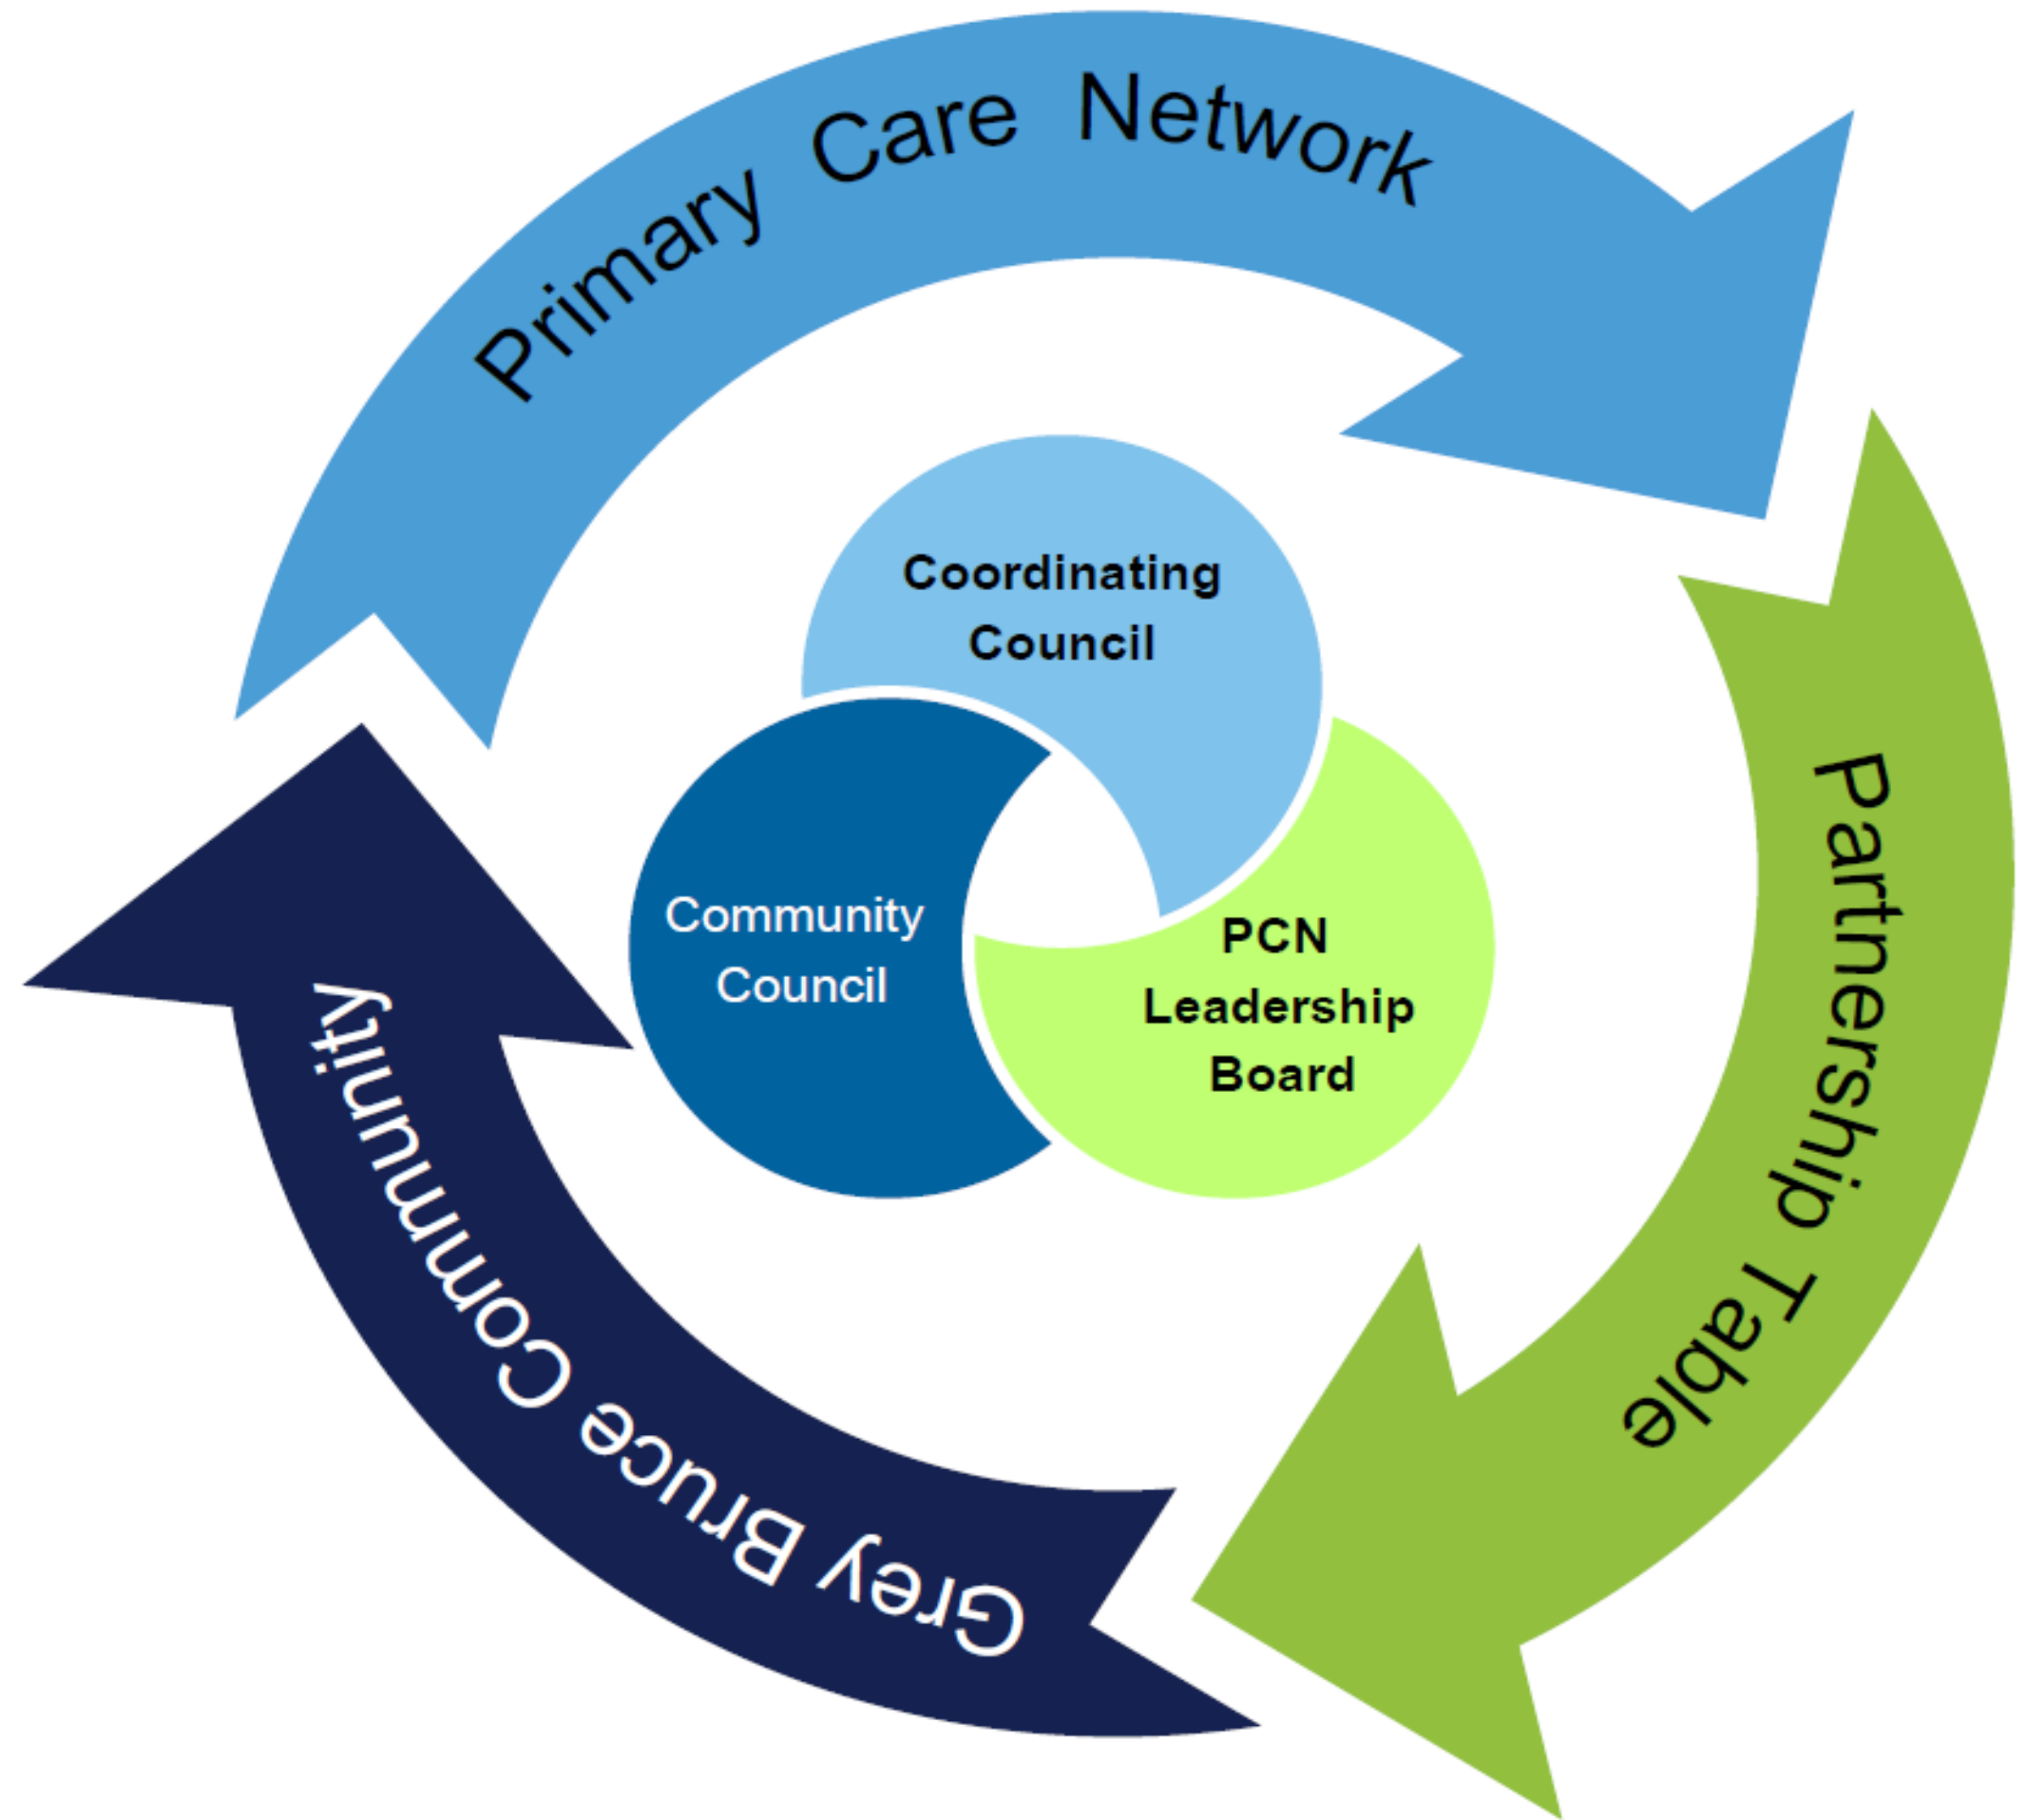 Primary Care Network
Coordinating
Council
Community
Council
PCN
Leadership
Board
Partnership Table
Grey Bruce Community